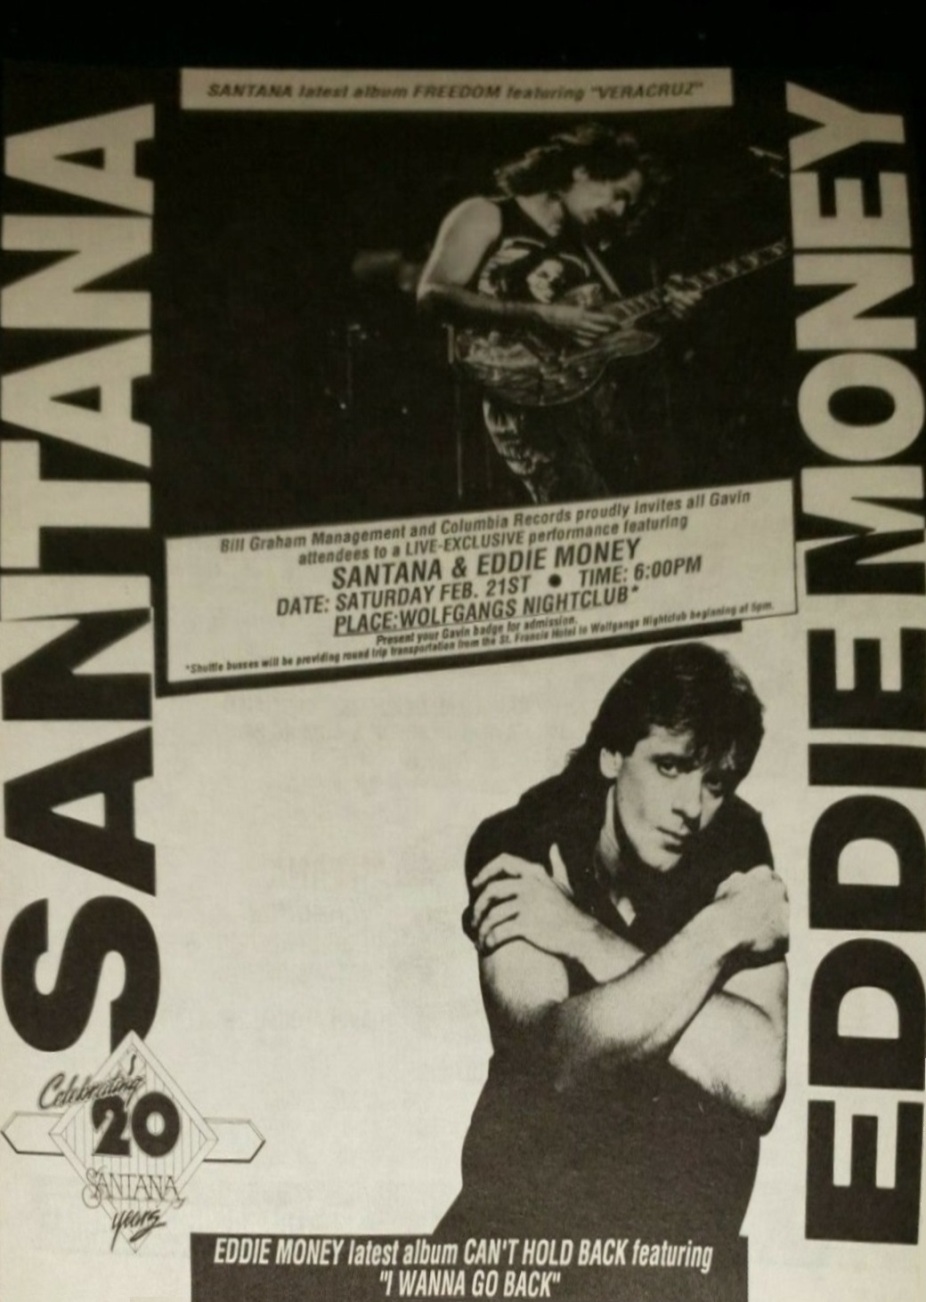 SANTANA latest album FREEDOM featuring "VERACRUZ"
SANTANA
EDDIE MONEY
Bill Graham Management and Columbia Records proudly invites all Gavin
attendees to a LIVE-EXCLUSIVE performance featuring
SANTANA & EDDIE MONEY
DATE: SATURDAY FEB. 21ST ● TIME: 6:00PM
PLACE:WOLFGANGS NIGHTCLUB*
Present your Gavin badge for admission.
*Shuttle busses will be providing round trip transportation from the St. Francis Hotel to Wolfgangs Nightclub beginning at 5pm.
Celebrating
20
SANTANA
years
EDDIE MONEY latest album CAN'T HOLD BACK featuring
"I WANNA GO BACK"